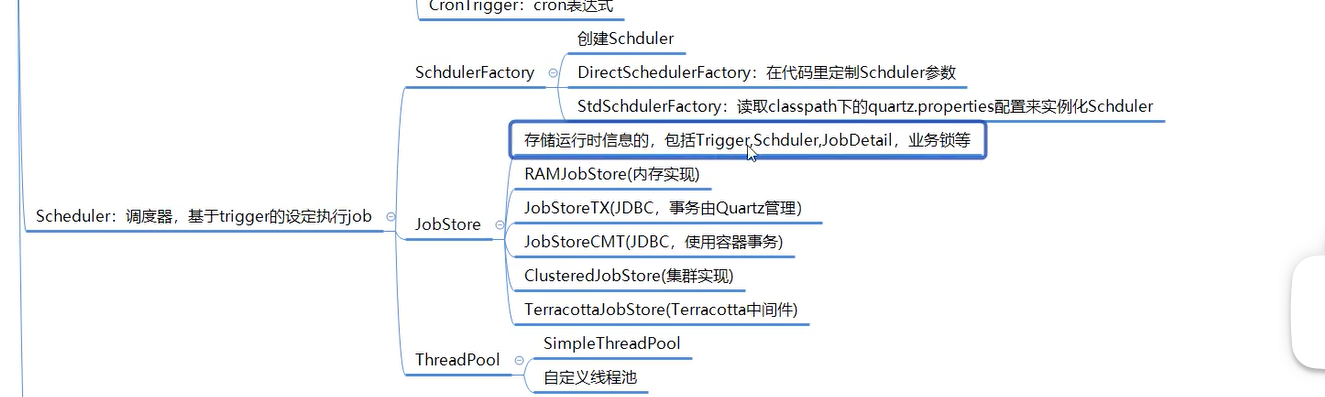 CronTrigger：cron表达式
创建Schduler
SchdulerFactory
DirectSchedulerFactory：在代码里定制Schduler参数
StdSchdulerFactory：读取classpath下的quartz.properties配置来实例化Schduler
存储运行时信息的，包括Trigger,Schduler,JobDetail，业务锁等
RAMJobStore(内存实现)
JobStoreTX(JDBC，事务由Quartz管理)
Scheduler：调度器，基于trigger的设定执行job
JobStore
JobStoreCMT(JDBC，使用容器事务)
ClusteredJobStore(集群实现)
TerracottaJobStore(Terracotta中间件)
SimpleThreadPool
ThreadPool
自定义线程池